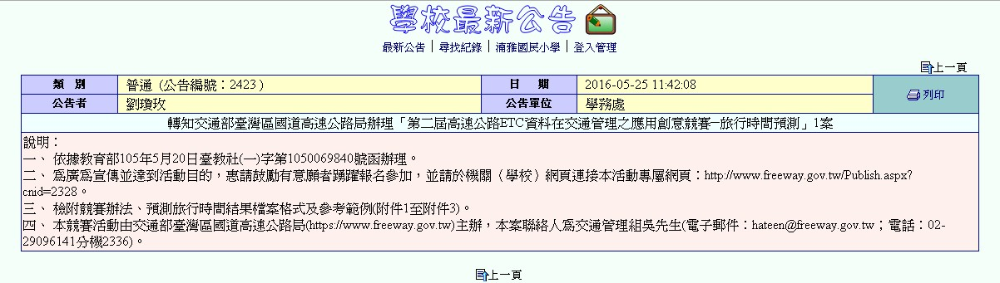 學校最新公告
最新公告 | 尋找紀錄 | 湳雅國民小學 | 登入管理
上一頁
類 別 普通 (公告編號：2423 ) 日 期 2016-05-25 11:42:08 列印
公告者 劉瓊玫 公告單位 學務處
轉知交通部臺灣區國道高速公路局辦理「第二屆高速公路ETC資料在交通管理之應用創意競賽─旅行時間預測」1案
說明：
一、 依據教育部105年5月20日臺教社(一)字第1050069840號函辦理。
二、 為廣為宣傳並達到活動目的，惠請鼓勵有意願者踴躍報名參加，並請於機關（學校）網頁連接本活動專屬網頁：http://www.freeway.gov.tw/Publish.aspx?
cnid=2328。
三、 檢附競賽辦法、預測旅行時間結果檔案格式及參考範例(附件1至附件3)。
四、 本競賽活動由交通部臺灣區國道高速公路局(https://www.freeway.gov.tw)主辦，本案聯絡人為交通管理組吳先生(電子郵件：hateen@freeway.gov.tw；電話：02-
29096141分機2336)。
上一頁